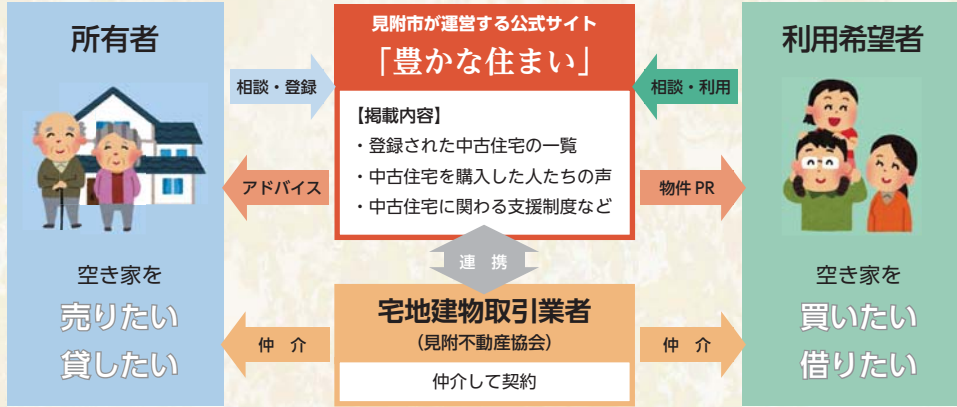 所有者
空き家を
売りたい
貸したい
相談・登録
アドバイス
仲 介
見附市が運営する公式サイト
「豊かな住まい」
【掲載内容】
・登録された中古住宅の一覧
・中古住宅を購入した人たちの声
・中古住宅に関わる支援制度など
連 携
宅地建物取引業者
(見附不動産協会)
仲介して契約
相談・利用
物件 PR
仲 介
利用希望者
空き家を
買いたい
借りたい